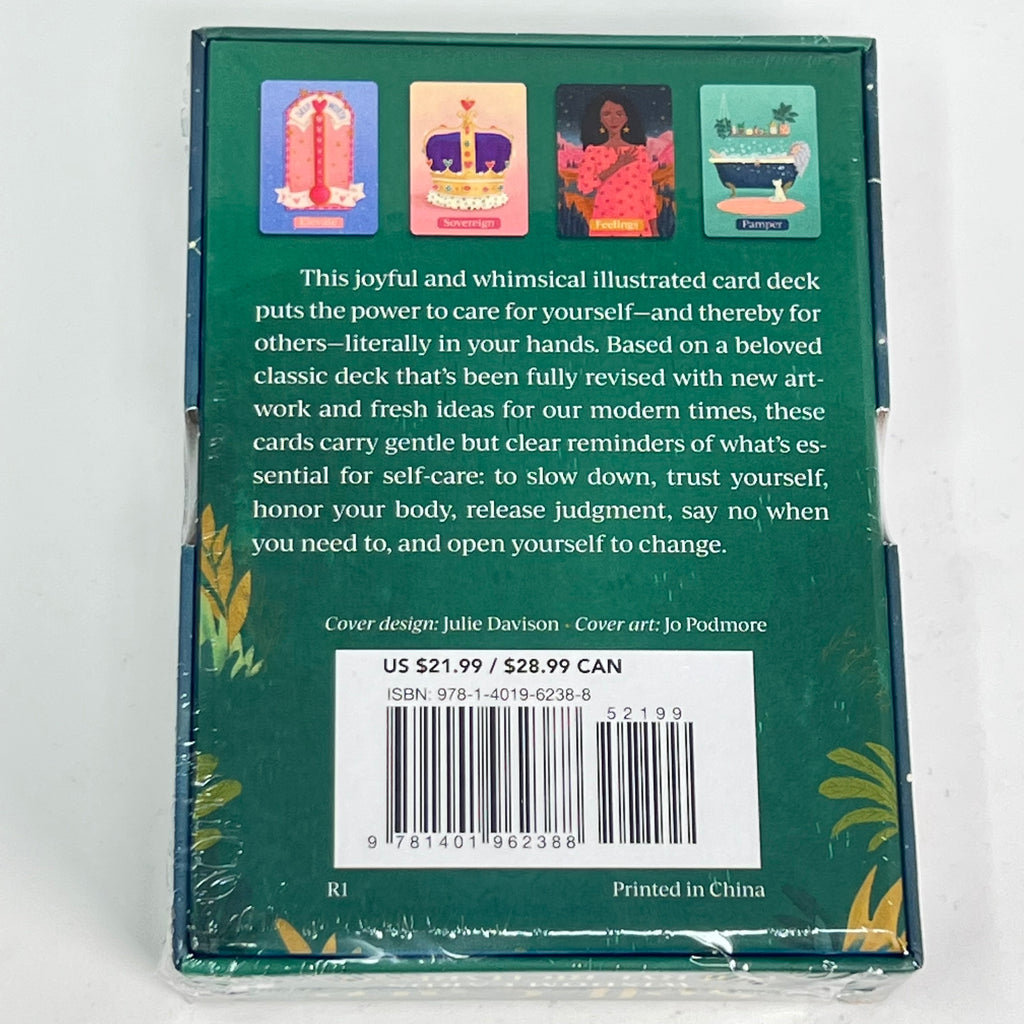 SELF WORTH
Elevate
Sovereign
Feelings
Pamper
This joyful and whimsical illustrated card deck
puts the power to care for yourself—and thereby for
others—literally in your hands. Based on a beloved
classic deck that's been fully revised with new art-
work and fresh ideas for our modern times, these
cards carry gentle but clear reminders of what's es-
sential for self-care: to slow down, trust yourself,
honor your body, release judgment, say no when
you need to, and open yourself to change.
Cover design: Julie Davison · Cover art: Jo Podmore
US $21.99 / $28.99 CAN
ISBN: 978-1-4019-6238-8
52199
9 781401 962388
R1
Printed in China